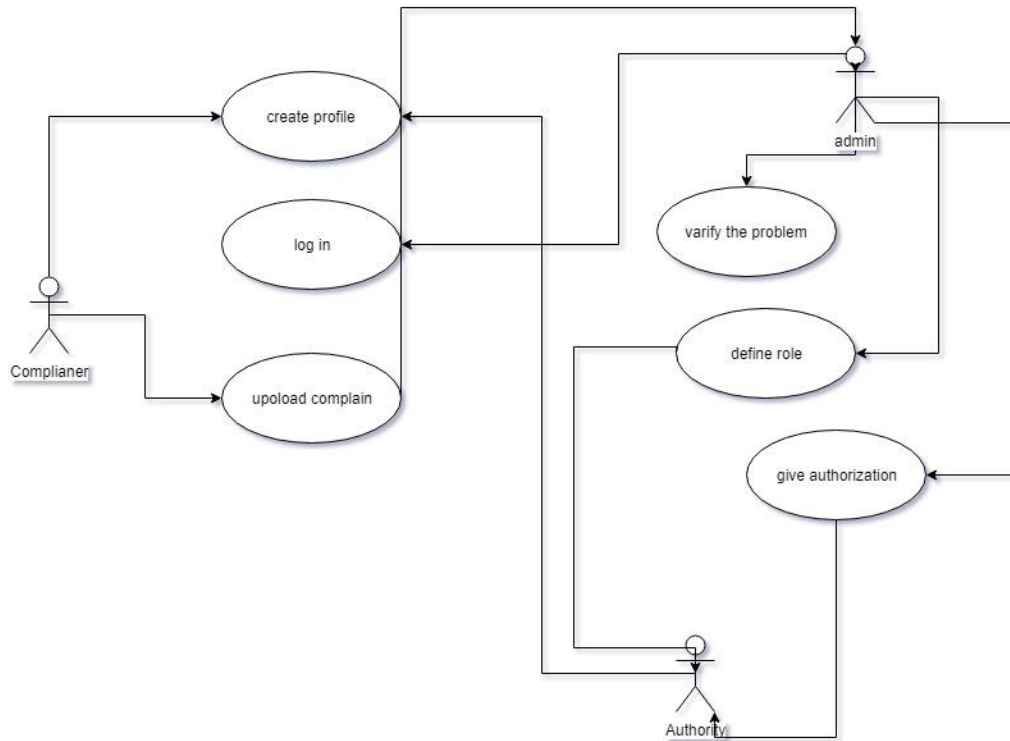 create profile
admin
varify the problem
log in
Complianer
define role
upoload complain
give authorization
Authority